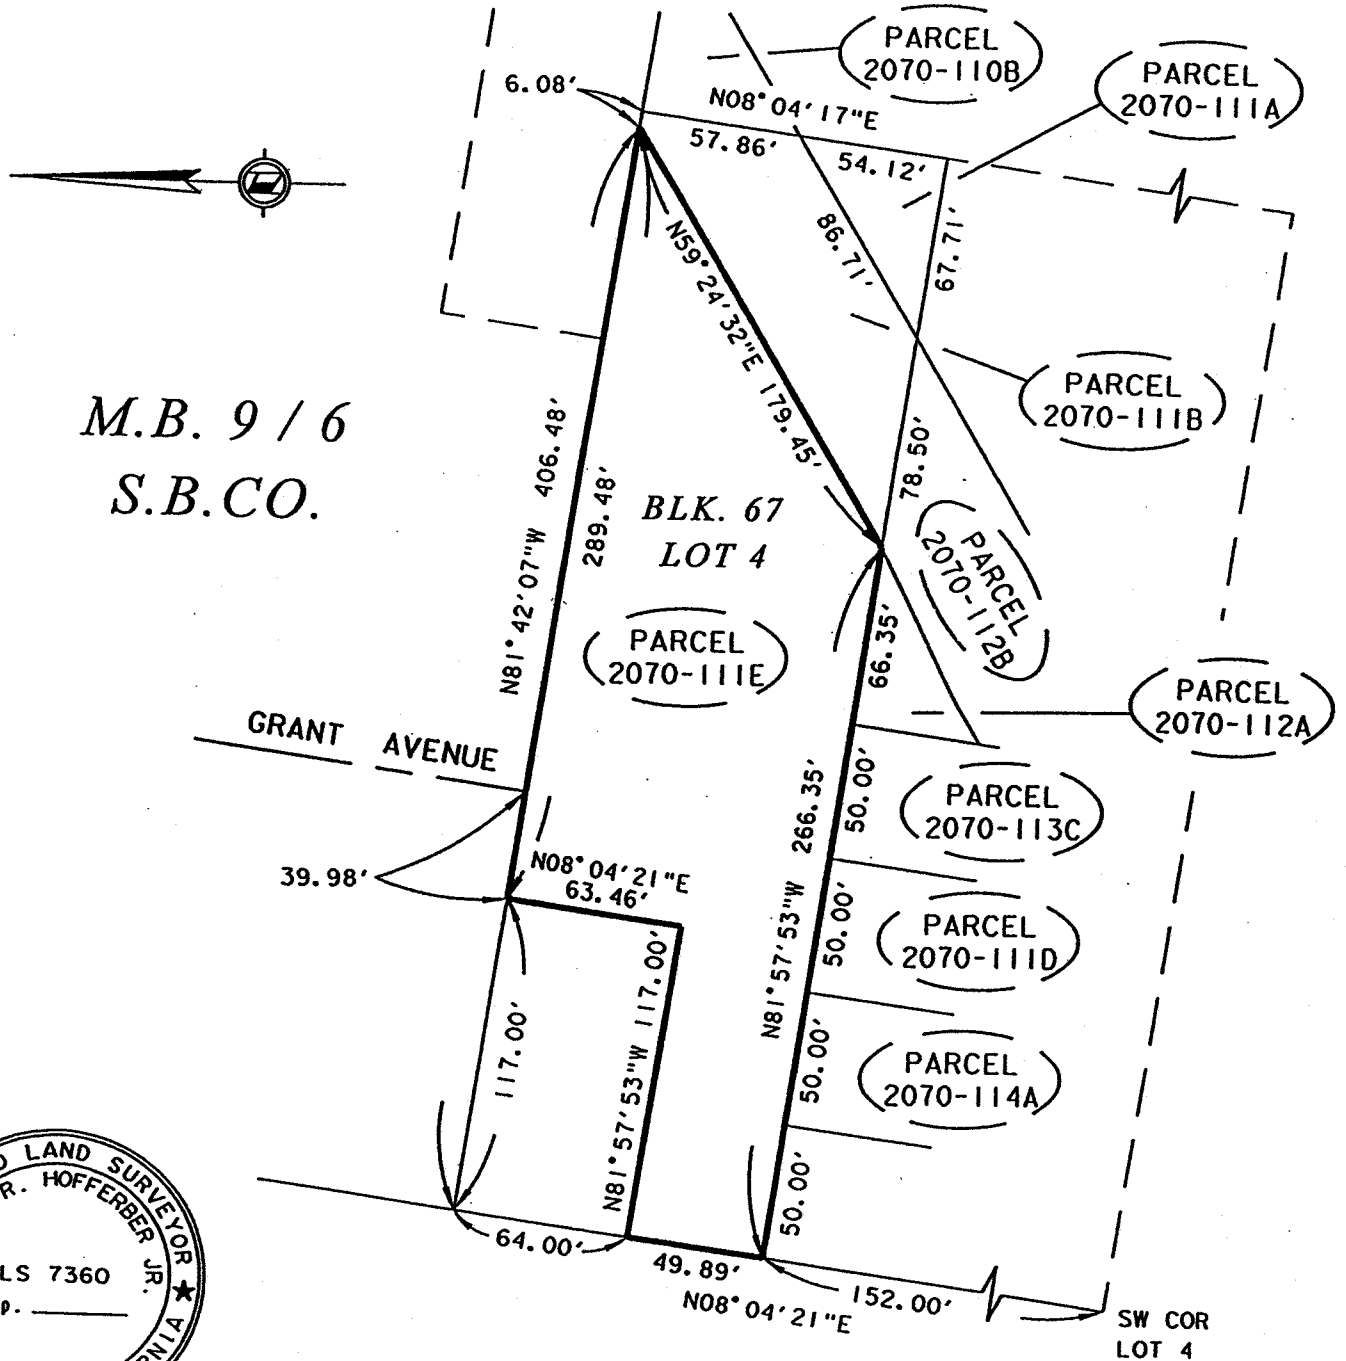 PARCEL
2070-110B
PARCEL
2070-111A
6.08'
N08°04'17"E
57.86'
54.12'
86.71'
67.71'
N59°24'32"E 179.45'
PARCEL
2070-111B
M.B. 9 / 6
S.B.CO.
N81°42'07"W 406.48'
289.48'
78.50'
BLK. 67
LOT 4
PARCEL
2070-112B
PARCEL
2070-111E
66.35'
PARCEL
2070-112A
GRANT AVENUE
N81°57'53"W 266.35'
50.00'
PARCEL
2070-113C
39.98'
N08°04'21"E
63.46'
50.00'
PARCEL
2070-111D
117.00'
N81°57'53"W 117.00'
50.00'
PARCEL
2070-114A
50.00'
LAND SURVEYOR
R. HOFFERBER JR.
LS 7360
p.
64.00'
49.89'
N08°04'21"E
152.00'
SW COR
LOT 4